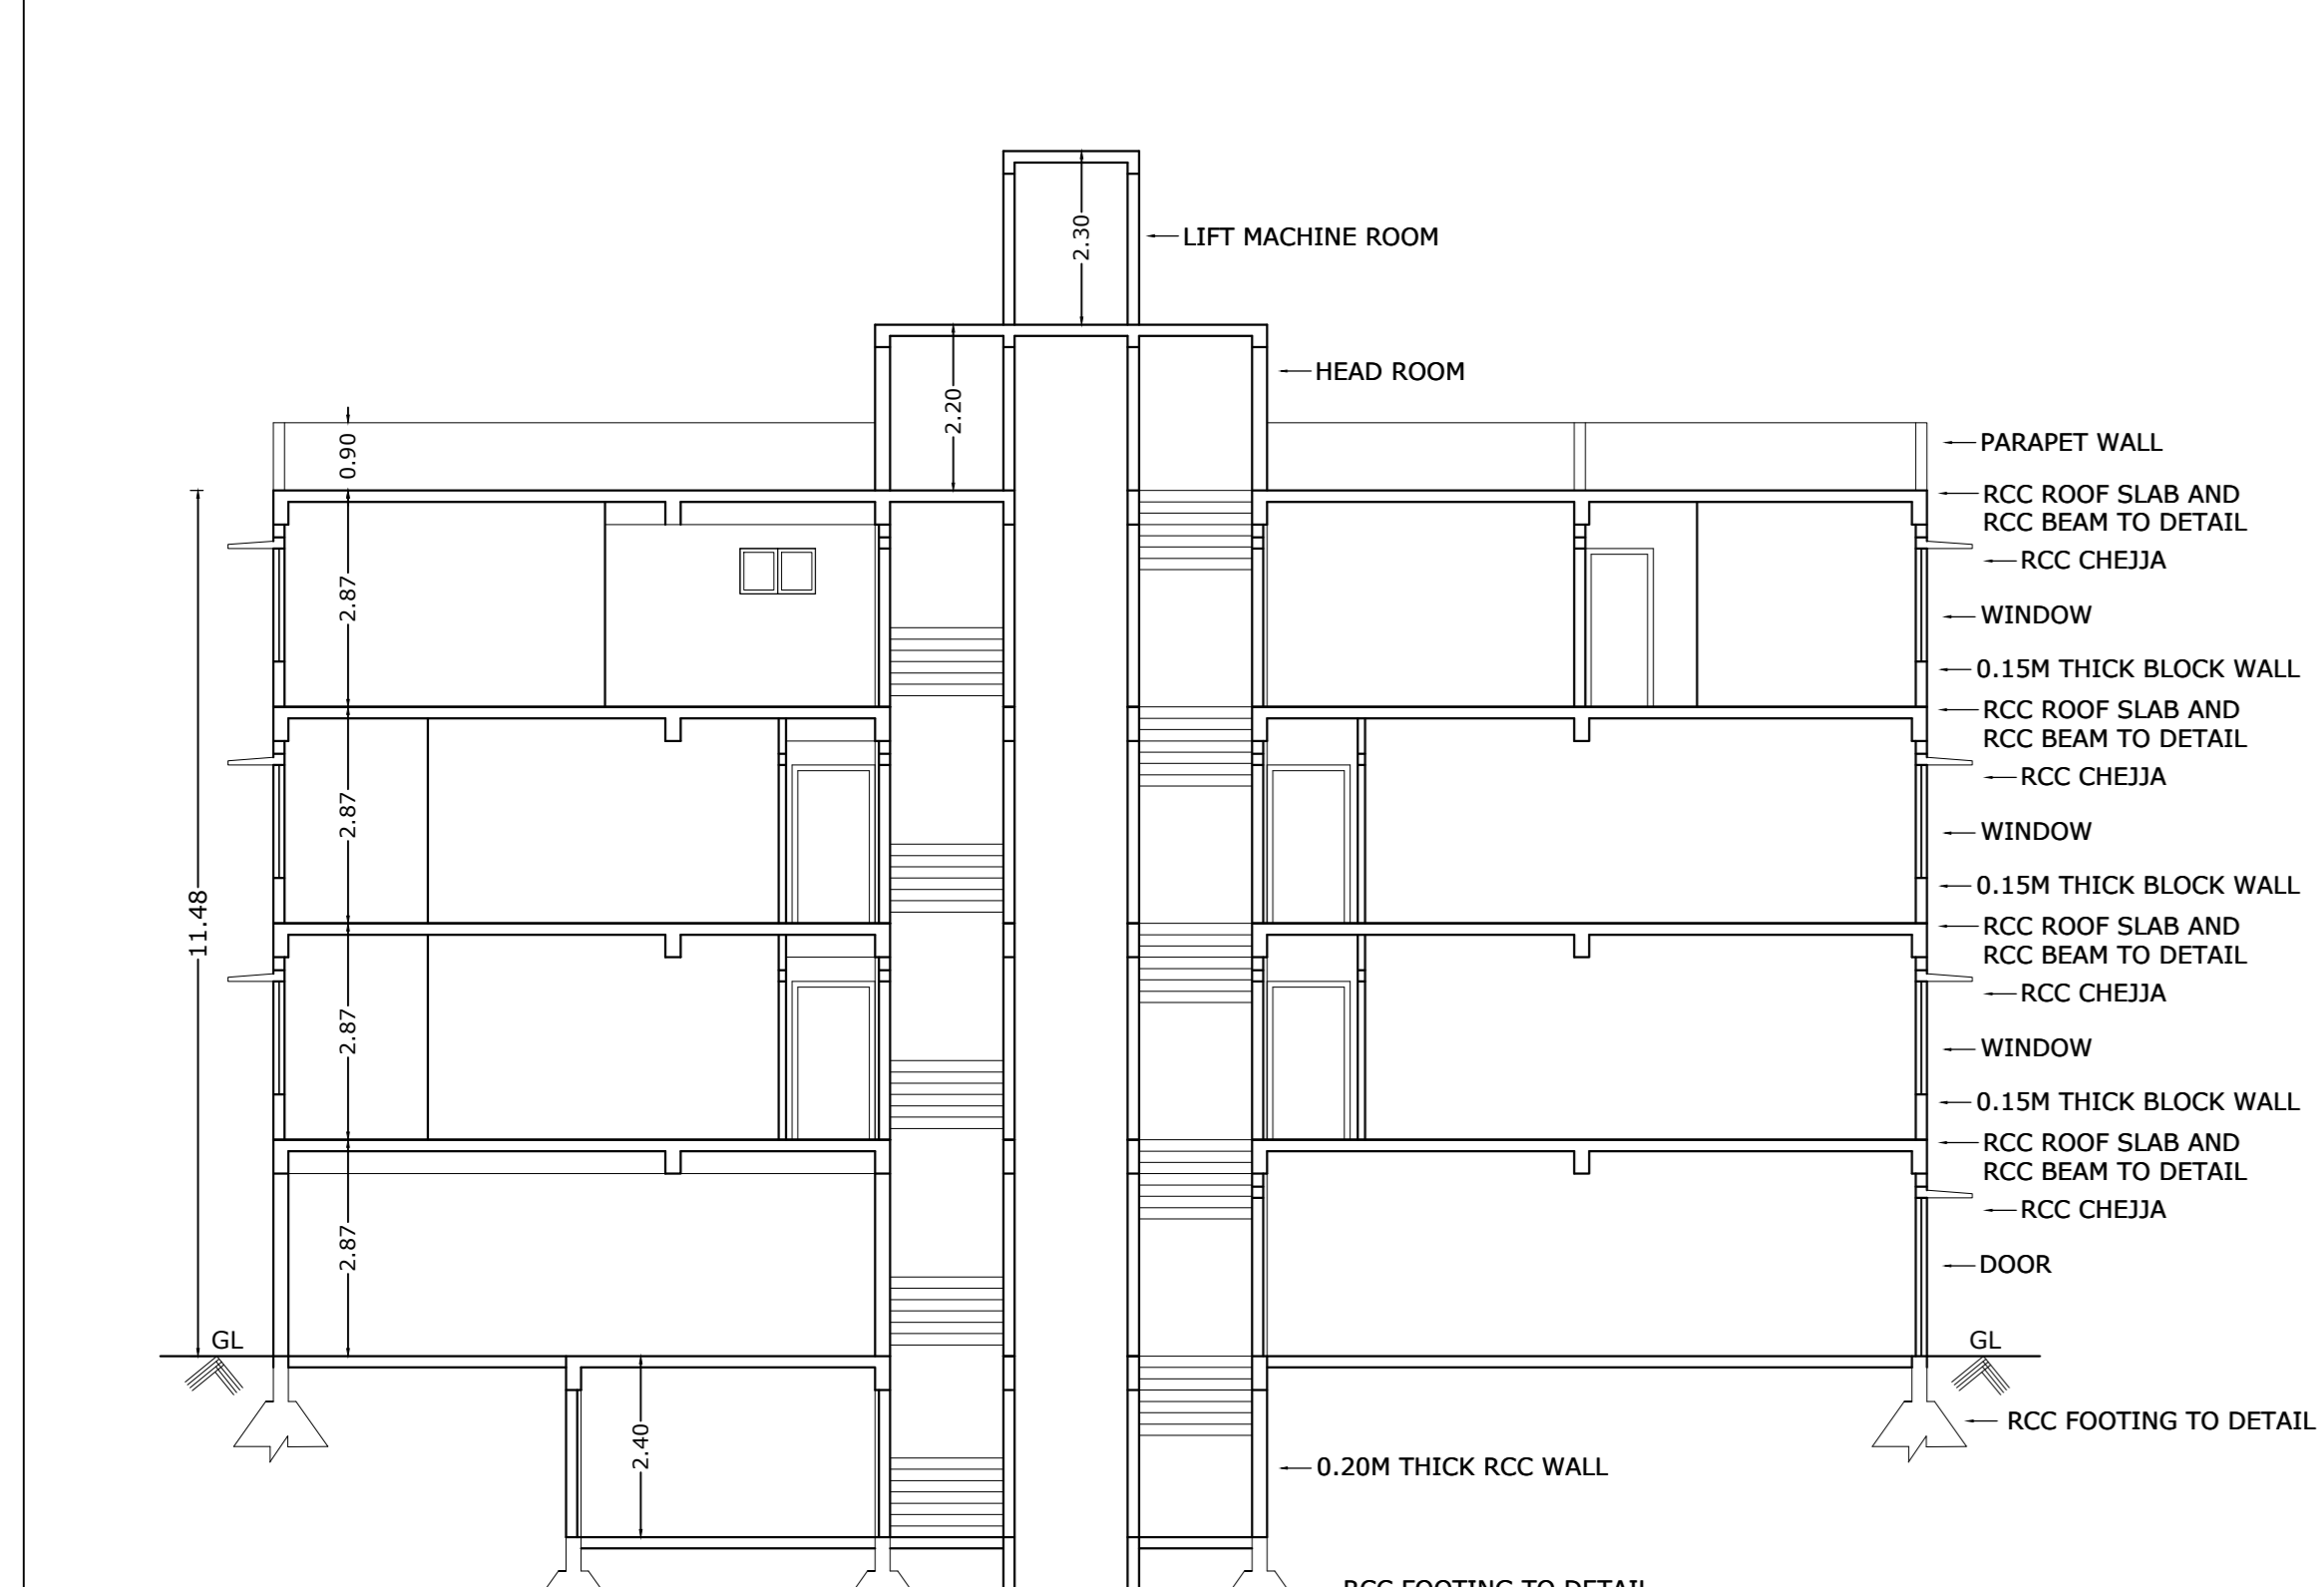 2.30
LIFT MACHINE ROOM
HEAD ROOM
2.20
0.90
PARAPET WALL
RCC ROOF SLAB AND
RCC BEAM TO DETAIL
RCC CHEJJA
2.87
WINDOW
0.15M THICK BLOCK WALL
RCC ROOF SLAB AND
RCC BEAM TO DETAIL
RCC CHEJJA
2.87
WINDOW
0.15M THICK BLOCK WALL
11.48
RCC ROOF SLAB AND
RCC BEAM TO DETAIL
RCC CHEJJA
2.87
WINDOW
0.15M THICK BLOCK WALL
RCC ROOF SLAB AND
RCC BEAM TO DETAIL
RCC CHEJJA
2.87
DOOR
GL
GL
RCC FOOTING TO DETAIL
2.40
0.20M THICK RCC WALL
RCC FOOTING TO DETAIL